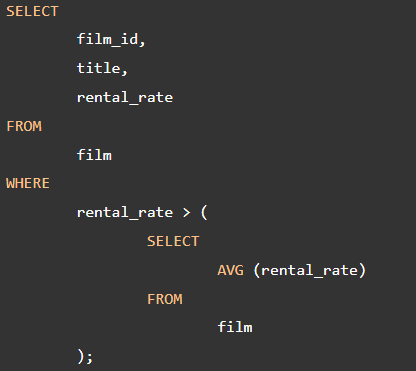 SELECT
film_id,
title,
rental_rate
FROM
film
WHERE
rental_rate > (
SELECT
AVG (rental_rate)
FROM
film
);